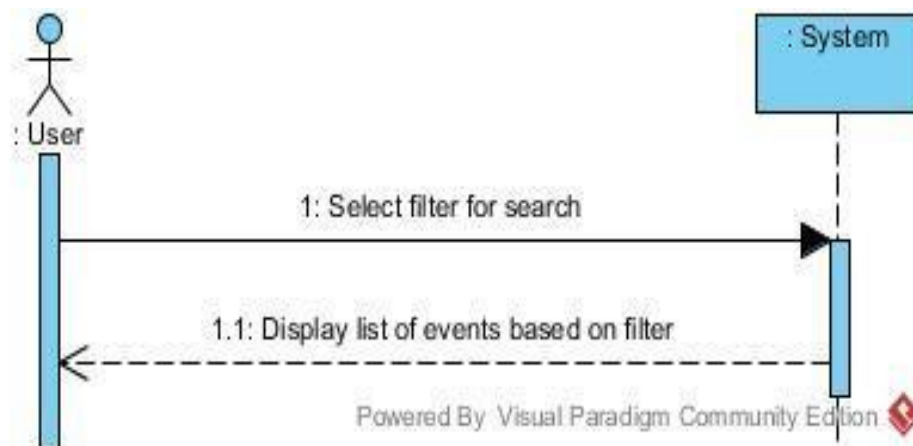 : System
: User
1: Select filter for search
1.1: Display list of events based on filter
Powered By Visual Paradigm Community Edition